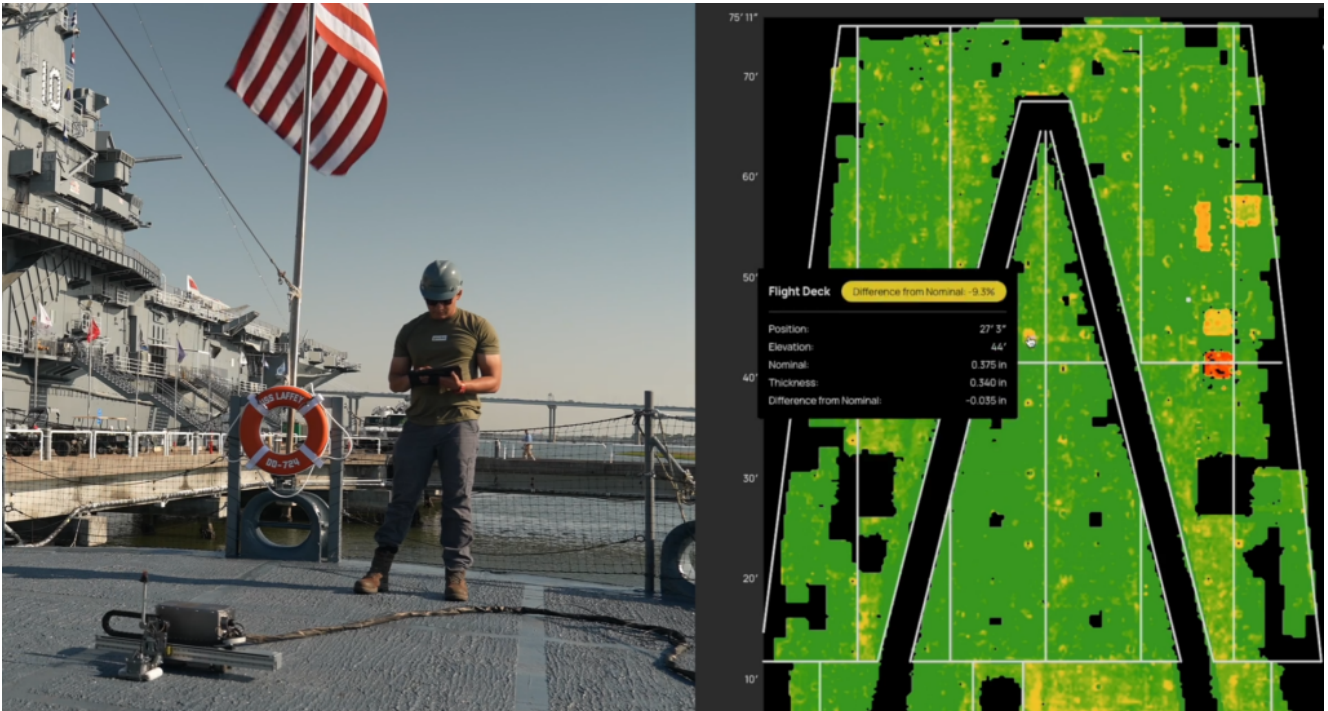 10
USS LAFFEY
DD-724
75' 11"
70'
60'
50'
40'
30'
20'
10'
Flight Deck
Difference from Nominal: -9.3%
Position: 27' 3"
Elevation: 44'
Nominal: 0.375 in
Thickness: 0.340 in
Difference from Nominal: -0.035 in